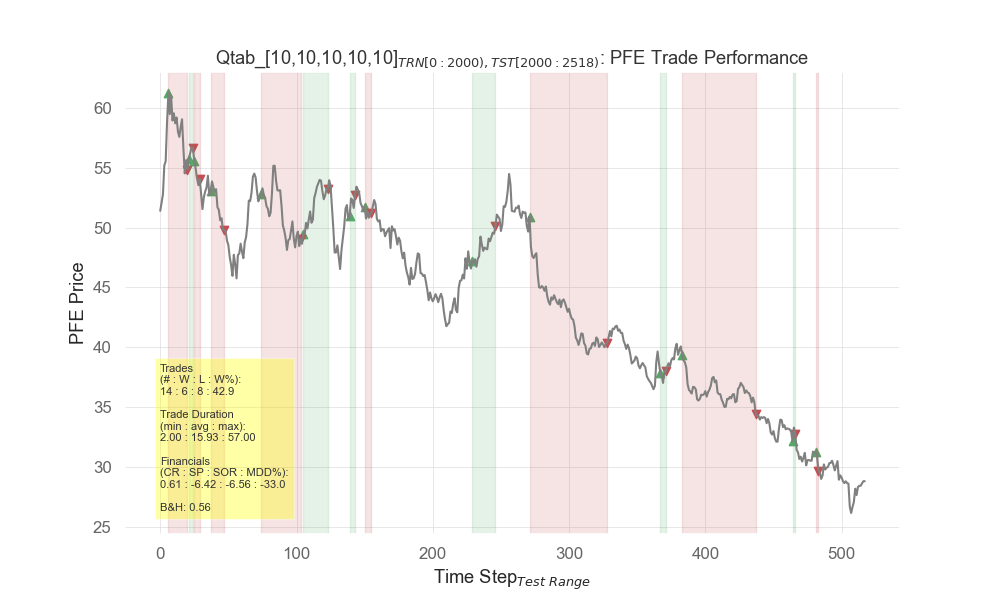 Qtab_[10,10,10,10,10]TRN[0:2000),TST[2000:2518): PFE Trade Performance
60
55
50
45
40
35
30
25
PFE Price
Trades
(# : W : L : W%):
14 : 6 : 8 : 42.9
Trade Duration
(min : avg : max):
2.00 : 15.93 : 57.00
Financials
(CR : SP : SOR : MDD%):
0.61 : -6.42 : -6.56 : -33.0
B&H: 0.56
0 100 200 300 400 500
Time StepTest Range